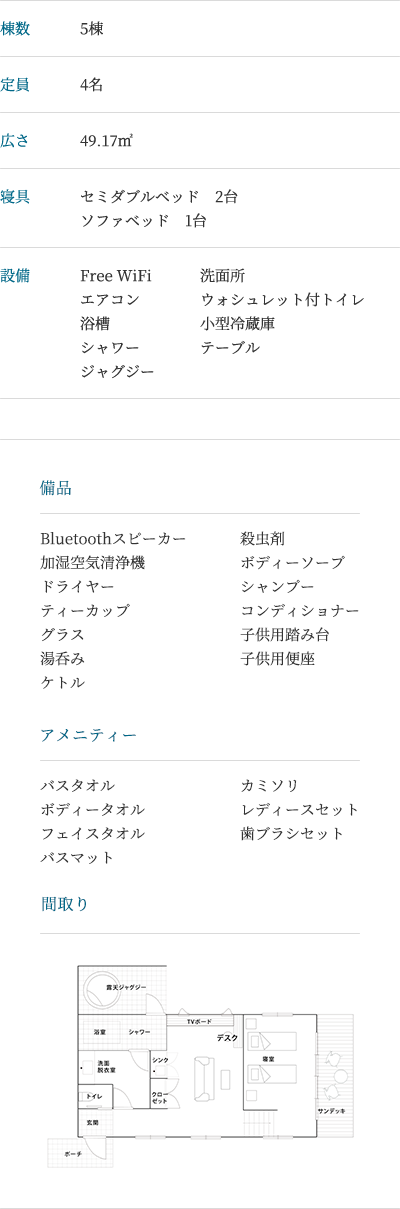 棟数 5棟
定員 4名
広さ 49.17㎡
寝具 セミダブルベッド 2台
ソファベッド 1台
設備 Free WiFi 洗面所
エアコン ウォシュレット付トイレ
浴槽 小型冷蔵庫
シャワー テーブル
ジャグジー
備品
Bluetoothスピーカー 殺虫剤
加湿空気清浄機 ボディーソープ
ドライヤー シャンプー
ティーカップ コンディショナー
グラス 子供用踏み台
湯呑み 子供用便座
ケトル
アメニティー
バスタオル カミソリ
ボディータオル レディースセット
フェイスタオル 歯ブラシセット
バスマット
間取り
露天ジャグジー
TVボード
浴室 シャワー デスク
洗面
脱衣室
シンク 寝室
トイレ クロー
ゼット
サンデッキ
玄関
ポーチ